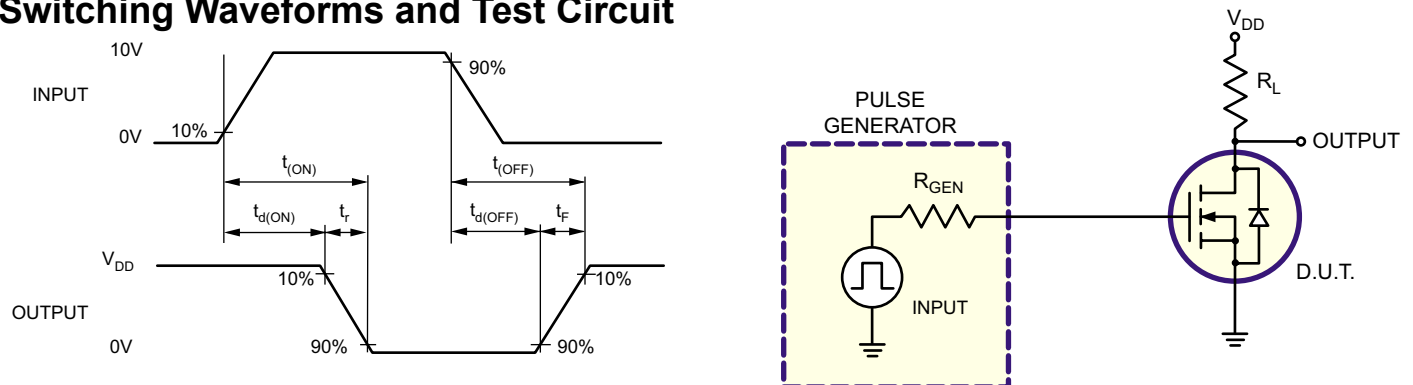 Switching Waveforms and Test Circuit
10V
INPUT
0V
10%
90%
t(ON)
t(OFF)
td(ON)
tr
td(OFF)
tF
VDD
10%
10%
OUTPUT
0V
90%
90%
VDD
RL
PULSE
GENERATOR
OUTPUT
RGEN
INPUT
D.U.T.